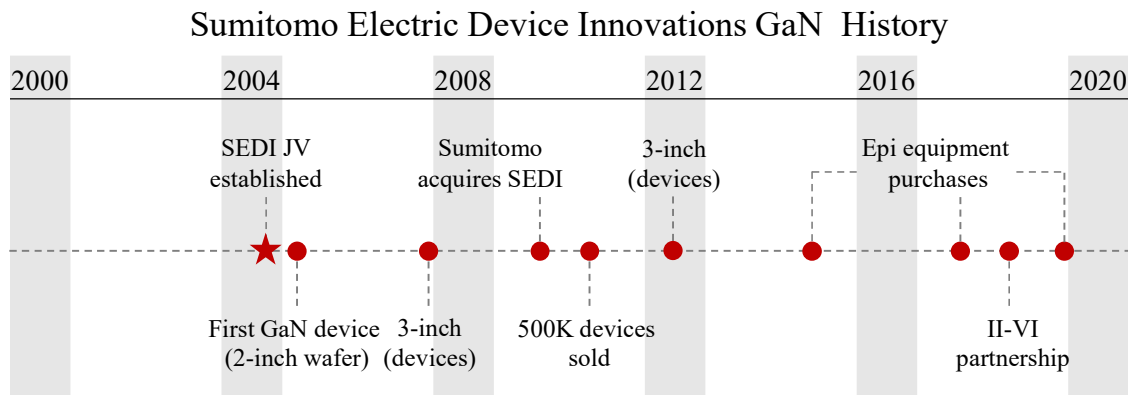 Sumitomo Electric Device Innovations GaN History
2000 2004 2008 2012 2016 2020
SEDI JV
established
Sumitomo
acquires SEDI
3-inch
(devices)
Epi equipment
purchases
First GaN device
(2-inch wafer)
3-inch
(devices)
500K devices
sold
II-VI
partnership